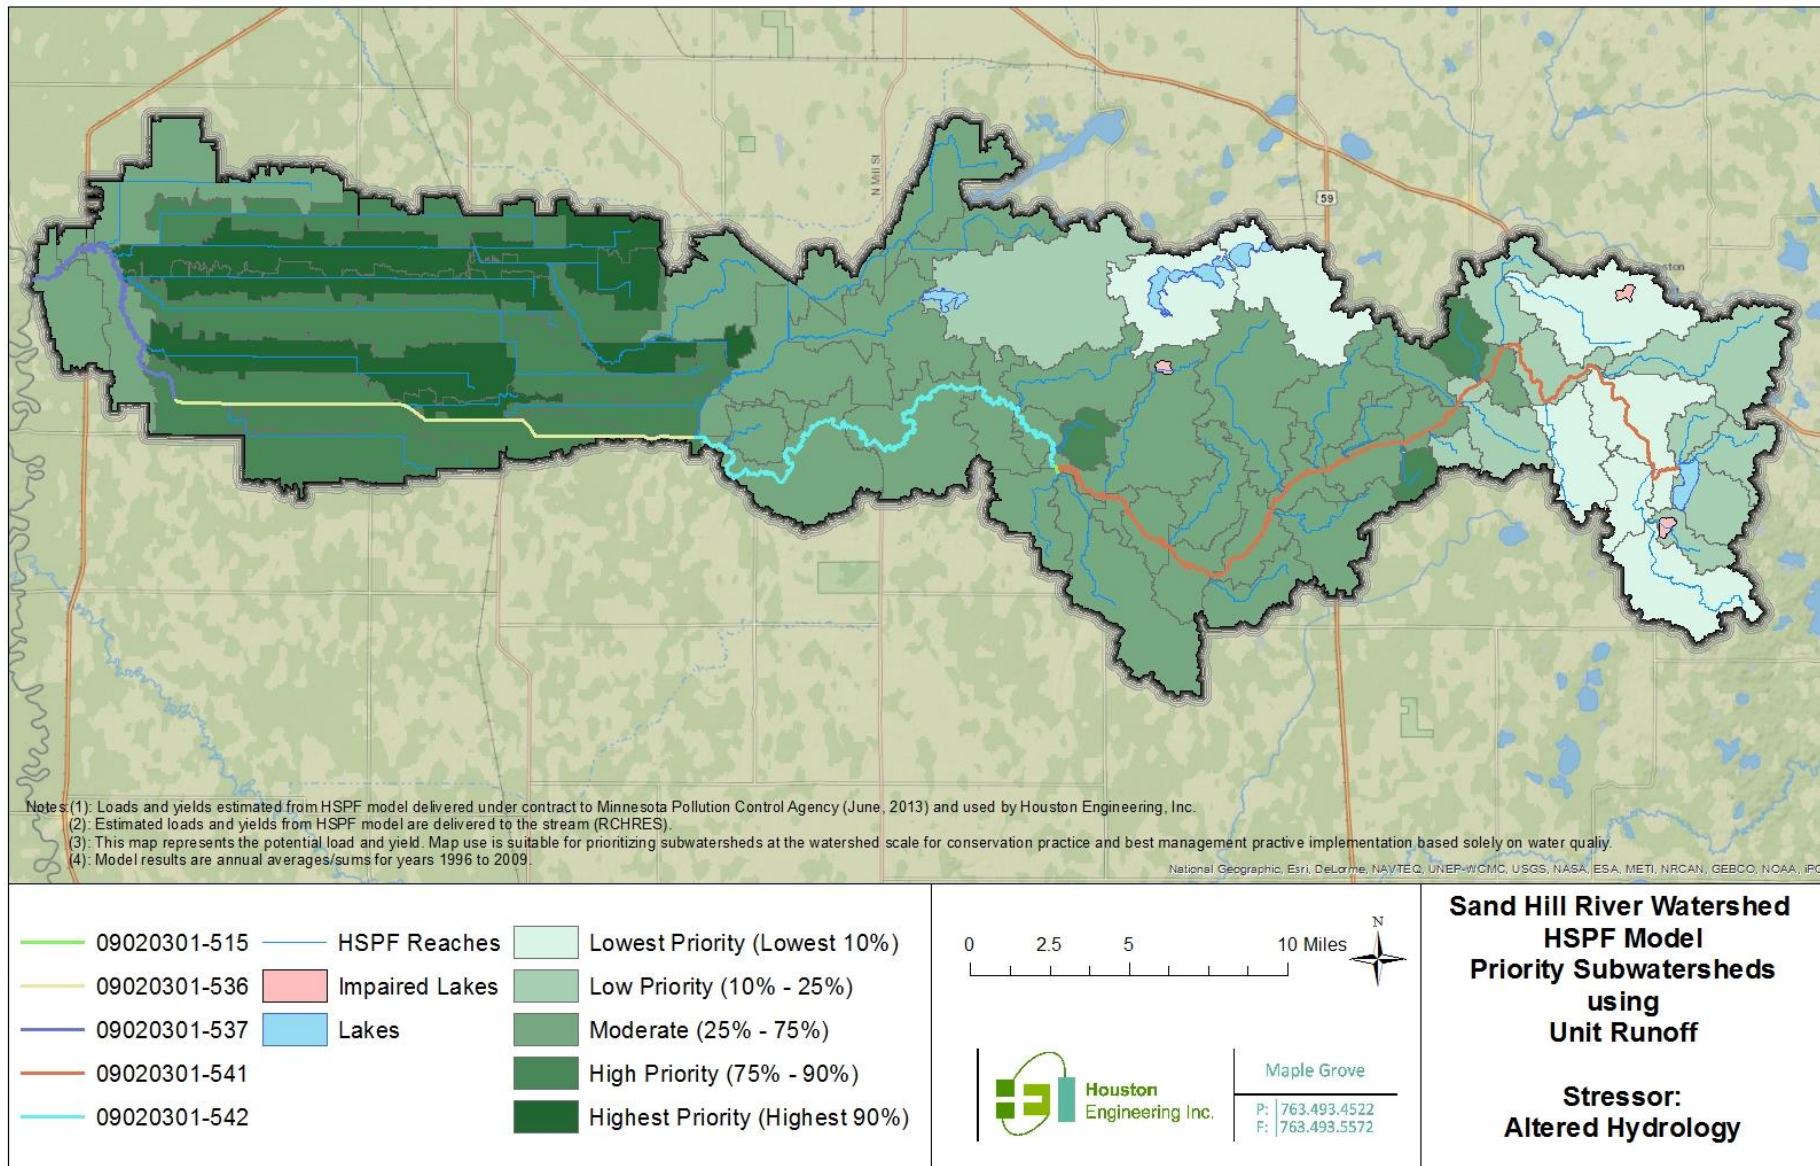 N Mill St
59
Notes:(1): Loads and yields estimated from HSPF model delivered under contract to Minnesota Pollution Control Agency (June, 2013) and used by Houston Engineering, Inc.
(2): Estimated loads and yields from HSPF model are delivered to the stream (RCHRES).
(3): This map represents the potential load and yield. Map use is suitable for prioritizing subwatersheds at the watershed scale for conservation practice and best management practive implementation based solely on water qualiy.
(4): Model results are annual averages/sums for years 1996 to 2009.
National Geographic, Esri, DeLorme, NAVTEQ, UNEP-WCMC, USGS, NASA, ESA, METI, NRCAN, GEBCO, NOAA, iPC
09020301-515
09020301-536
09020301-537
09020301-541
09020301-542
HSPF Reaches
Impaired Lakes
Lakes
Lowest Priority (Lowest 10%)
Low Priority (10% - 25%)
Moderate (25% - 75%)
High Priority (75% - 90%)
Highest Priority (Highest 90%)
0 2.5 5 10 Miles
N
Houston
Engineering Inc.
Maple Grove
P: 763.493.4522
F: 763.493.5572
Sand Hill River Watershed
HSPF Model
Priority Subwatersheds
using
Unit Runoff
Stressor:
Altered Hydrology